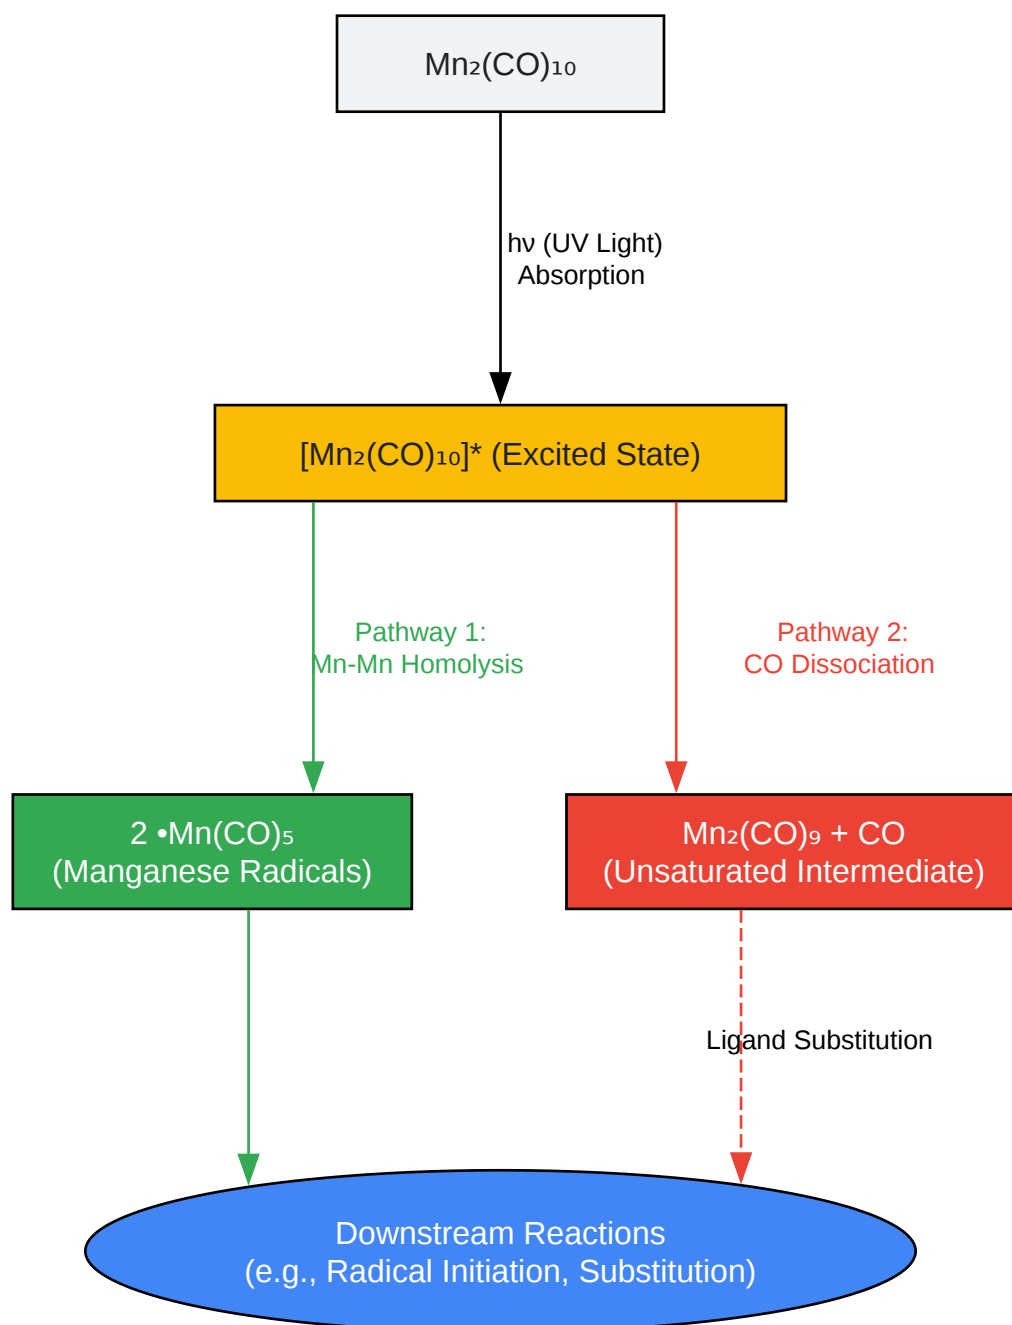 Mn₂(CO)₁₀
hν (UV Light)
Absorption
[Mn₂(CO)₁₀]* (Excited State)
Pathway 1:
Mn-Mn Homolysis
Pathway 2:
CO Dissociation
2 •Mn(CO)₅
(Manganese Radicals)
Mn₂(CO)₉ + CO
(Unsaturated Intermediate)
Ligand Substitution
Downstream Reactions
(e.g., Radical Initiation, Substitution)